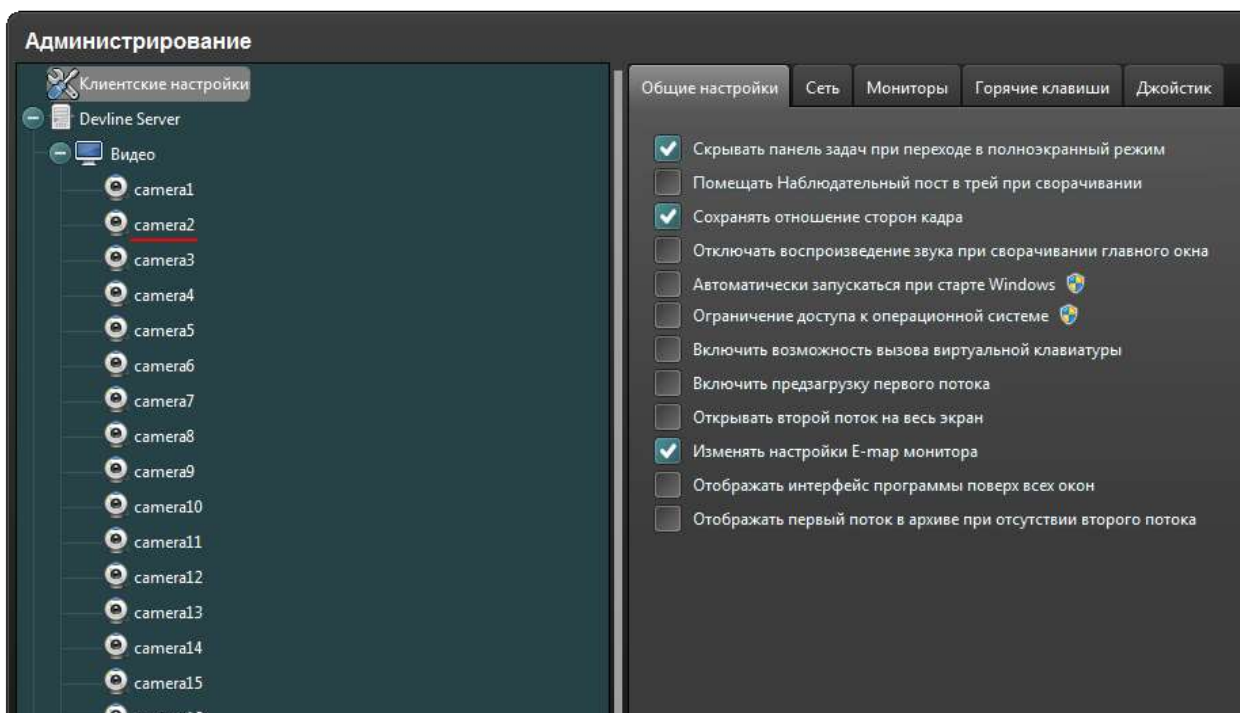 Администрирование
Клиентские настройки
Devline Server
Видео
camera1
camera2
camera3
camera4
camera5
camera6
camera7
camera8
camera9
camera10
camera11
camera12
camera13
camera14
camera15
Общие настройки
Сеть
Мониторы
Горячие клавиши
Джойстик
Скрывать панель задач при переходе в полноэкранный режим
Помещать Наблюдательный пост в трей при сворачивании
Сохранять отношение сторон кадра
Отключать воспроизведение звука при сворачивании главного окна
Автоматически запускаться при старте Windows
Ограничение доступа к операционной системе
Включить возможность вызова виртуальной клавиатуры
Включить предзагрузку первого потока
Открывать второй поток на весь экран
Изменять настройки E-map монитора
Отображать интерфейс программы поверх всех окон
Отображать первый поток в архиве при отсутствии второго потока